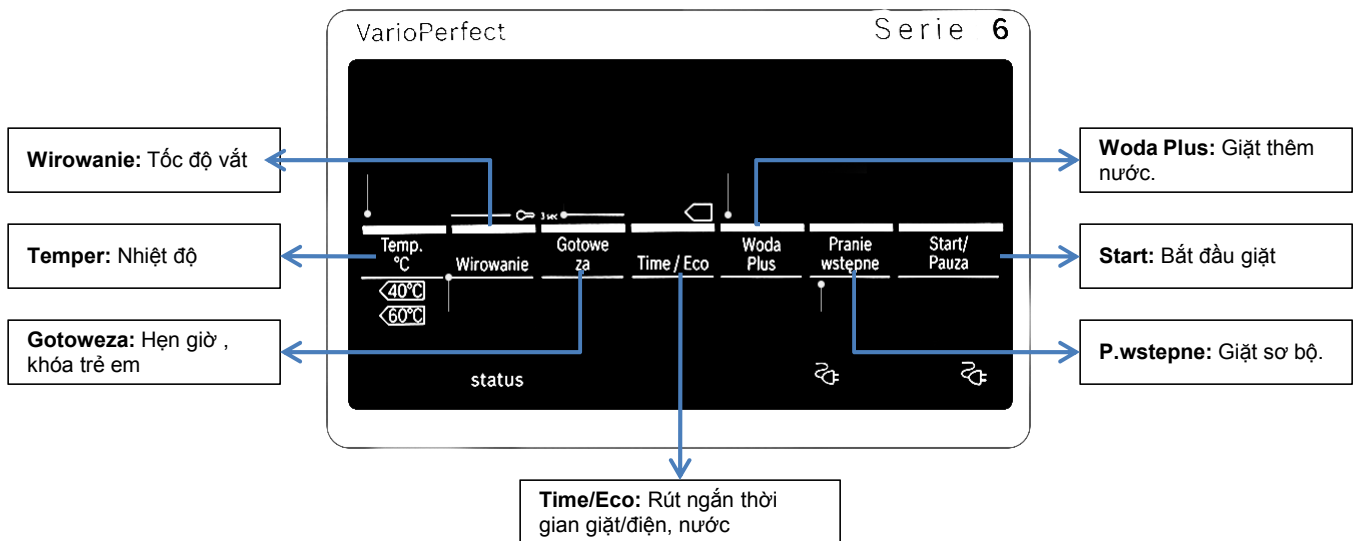 VarioPerfect
Serie 6
Wirowanie: Tốc độ vắt
Temper: Nhiệt độ
Gotoweza: Hẹn giờ ,
khóa trẻ em
3 sec
Temp.
°C
40°C
60°C
Wirowanie
Gotowe
za
Time / Eco
Woda
Plus
Pranie
wstępne
Start/
Pauza
status
Woda Plus: Giặt thêm
nước.
Start: Bắt đầu giặt
P.wstepne: Giặt sơ bộ.
Time/Eco: Rút ngắn thời
gian giặt/điện, nước